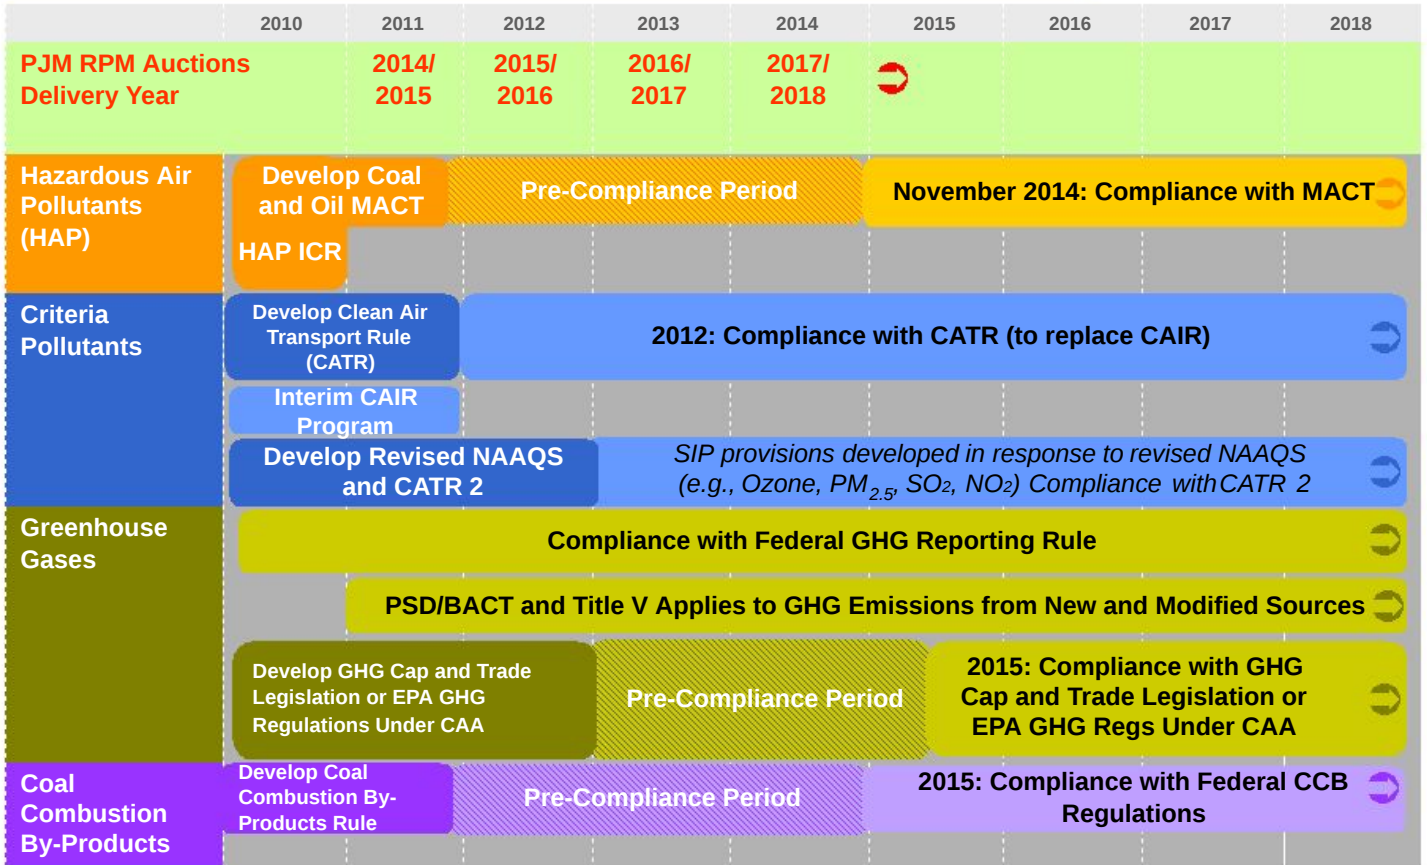 2010 2011 2012 2013 2014 2015 2016 2017 2018
PJM RPM Auctions
Delivery Year
2014/
2015
2015/
2016
2016/
2017
2017/
2018
Hazardous Air
Pollutants
(HAP)
Develop Coal
and Oil MACT
HAP ICR
Pre-Compliance Period
November 2014: Compliance with MACT
Criteria
Pollutants
Develop Clean Air
Transport Rule
(CATR)
2012: Compliance with CATR (to replace CAIR)
Interim CAIR
Program
Develop Revised NAAQS
and CATR 2
SIP provisions developed in response to revised NAAQS
(e.g., Ozone, PM2.5, SO2, NO2) Compliance with CATR 2
Greenhouse
Gases
Compliance with Federal GHG Reporting Rule
PSD/BACT and Title V Applies to GHG Emissions from New and Modified Sources
Develop GHG Cap and Trade
Legislation or EPA GHG
Regulations Under CAA
Pre-Compliance Period
2015: Compliance with GHG
Cap and Trade Legislation or
EPA GHG Regs Under CAA
Coal
Combustion
By-Products
Develop Coal
Combustion By-
Products Rule
Pre-Compliance Period
2015: Compliance with Federal CCB
Regulations